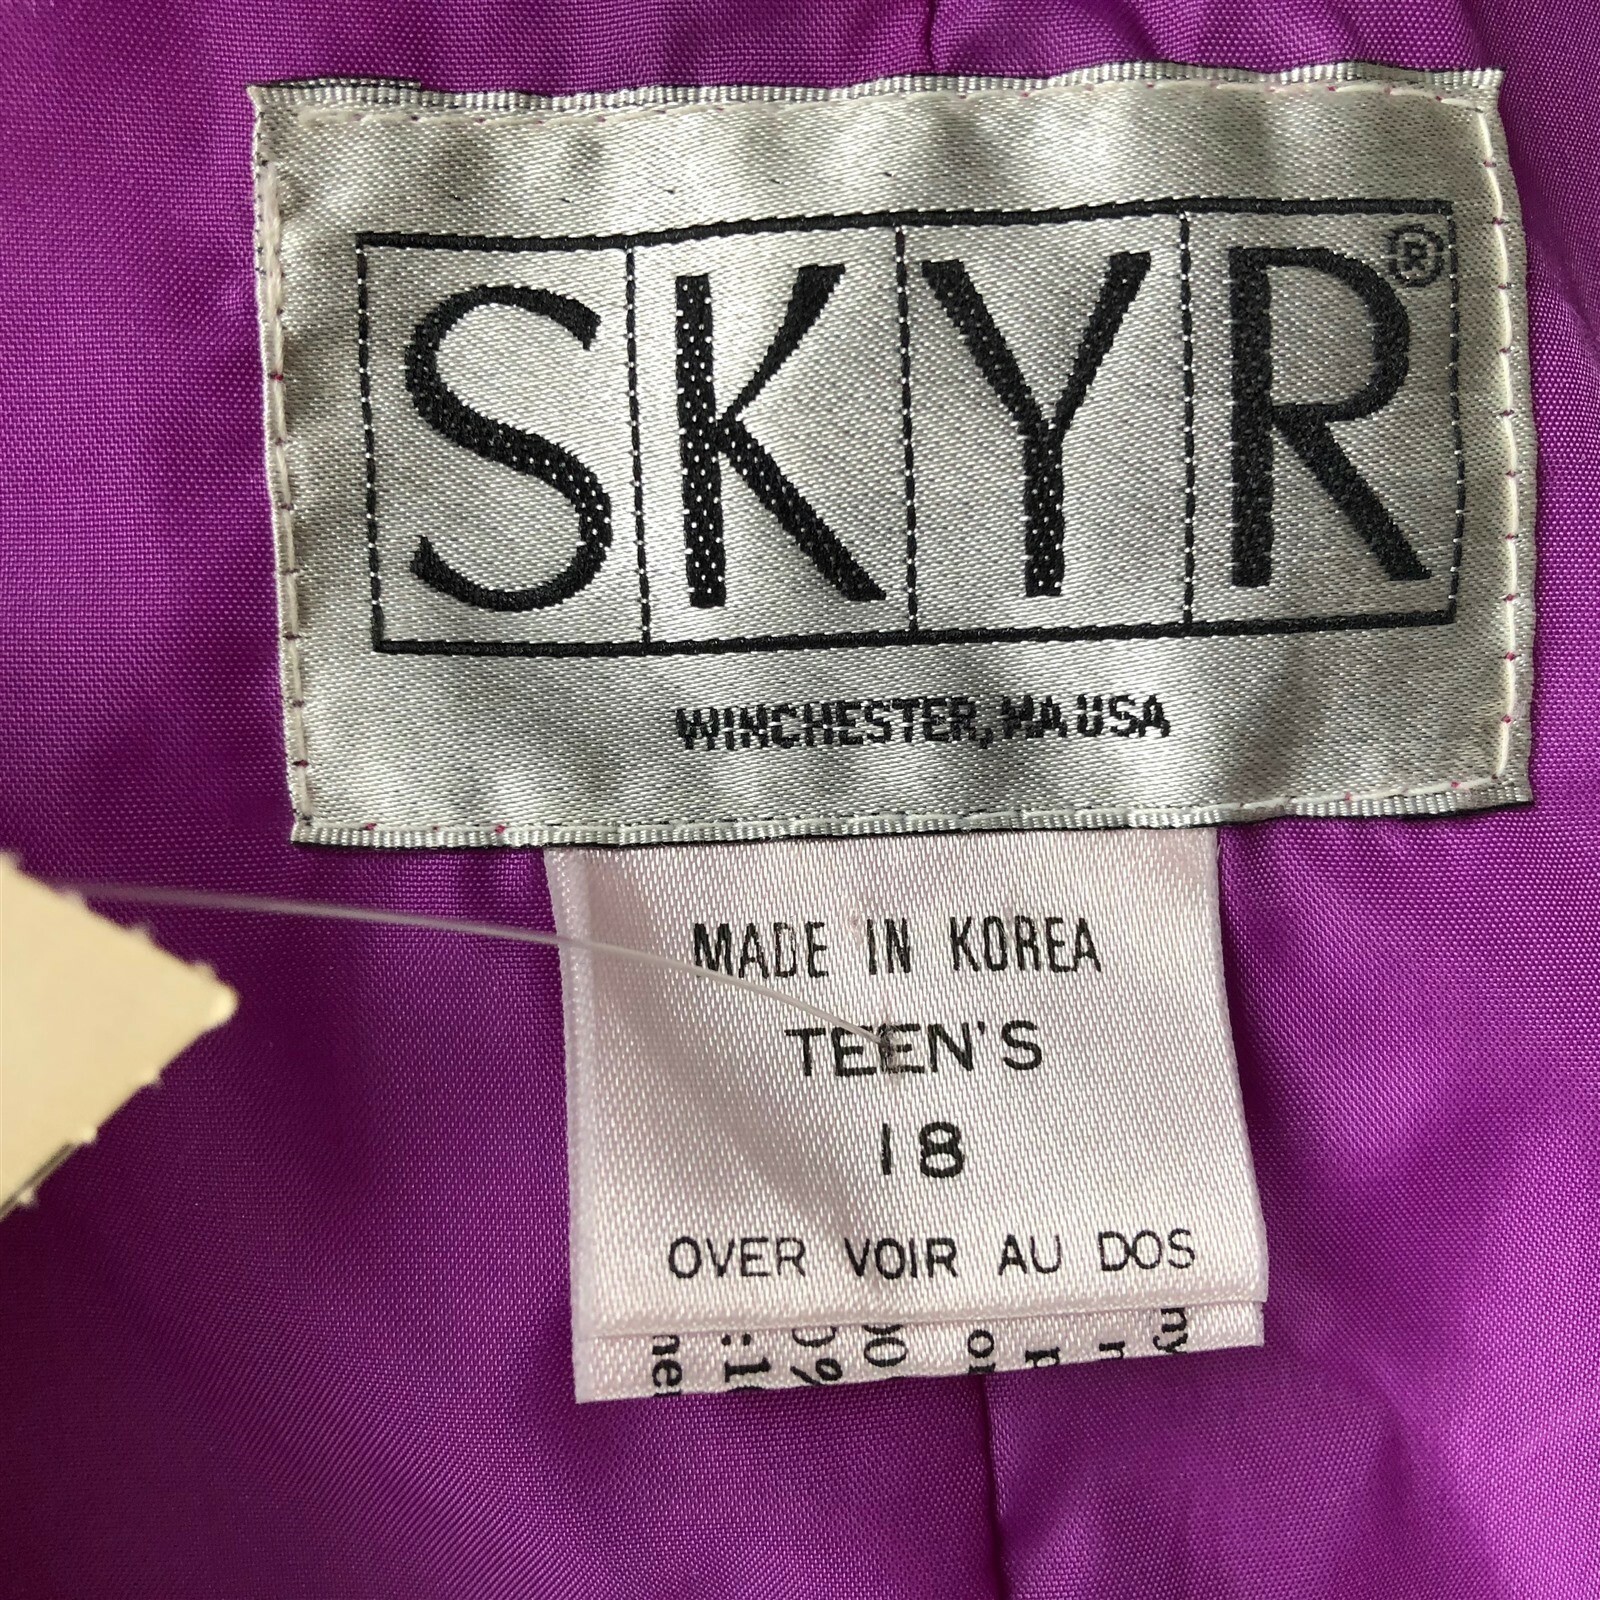 SKYR®
WINCHESTER, MA USA
MADE IN KOREA
TEEN'S
18
OVER VOIR AU DOS